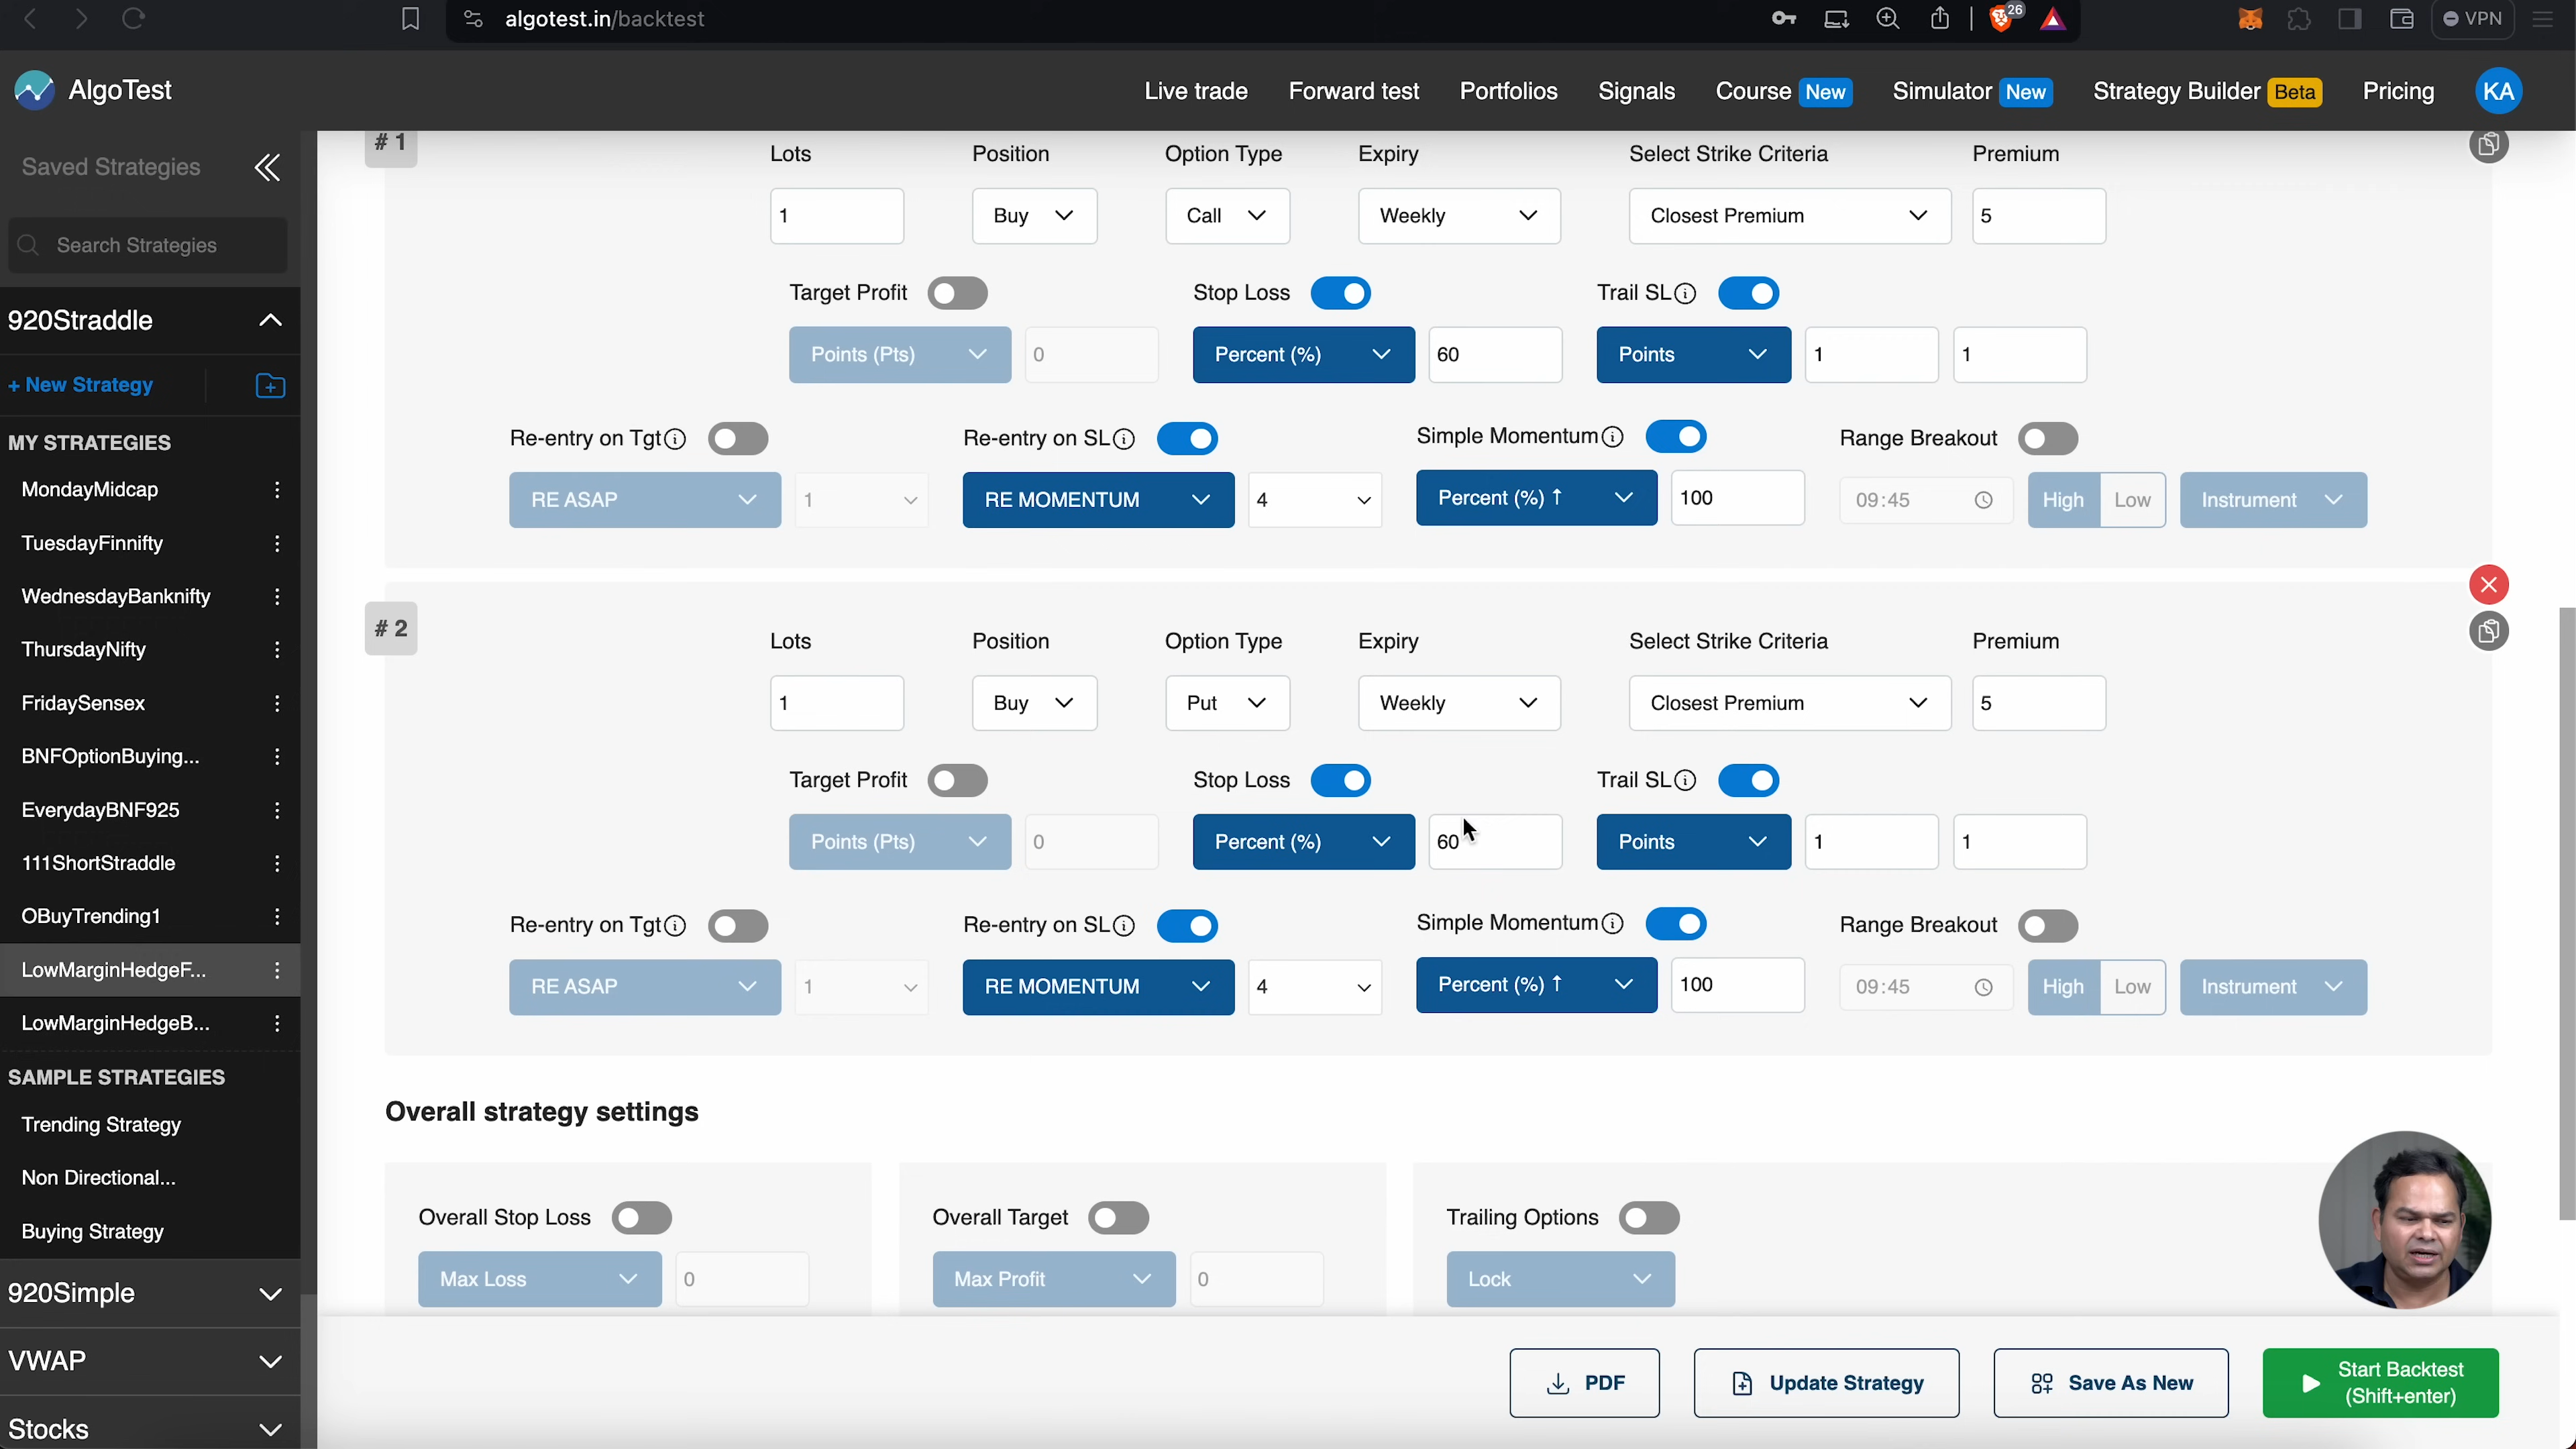 algotest.in/backtest
26
VPN
AlgoTest
Live trade
Forward test
Portfolios
Signals
Course New
Simulator New
Strategy Builder Beta
Pricing
KA
Saved Strategies
Search Strategies
920Straddle
+ New Strategy
MY STRATEGIES
MondayMidcap
TuesdayFinnifty
WednesdayBanknifty
ThursdayNifty
FridaySensex
BNFOptionBuying...
EverydayBNF925
111ShortStraddle
OBuyTrending1
LowMarginHedgeF...
LowMarginHedgeB...
SAMPLE STRATEGIES
Trending Strategy
Non Directional...
Buying Strategy
920Simple
VWAP
Stocks
# 1
Lots Position Option Type Expiry Select Strike Criteria Premium
1 Buy Call Weekly Closest Premium 5
Target Profit Stop Loss Trail SL
Points (Pts) 0 Percent (%) 60 Points 1 1
Re-entry on Tgt Re-entry on SL Simple Momentum Range Breakout
RE ASAP 1 RE MOMENTUM 4 Percent (%) ↑ 100 09:45 High Low Instrument
# 2
Lots Position Option Type Expiry Select Strike Criteria Premium
1 Buy Put Weekly Closest Premium 5
Target Profit Stop Loss Trail SL
Points (Pts) 0 Percent (%) 60 Points 1 1
Re-entry on Tgt Re-entry on SL Simple Momentum Range Breakout
RE ASAP 1 RE MOMENTUM 4 Percent (%) ↑ 100 09:45 High Low Instrument
Overall strategy settings
Overall Stop Loss Overall Target Trailing Options
Max Loss 0 Max Profit 0 Lock
PDF
Update Strategy
Save As New
Start Backtest
(Shift+enter)